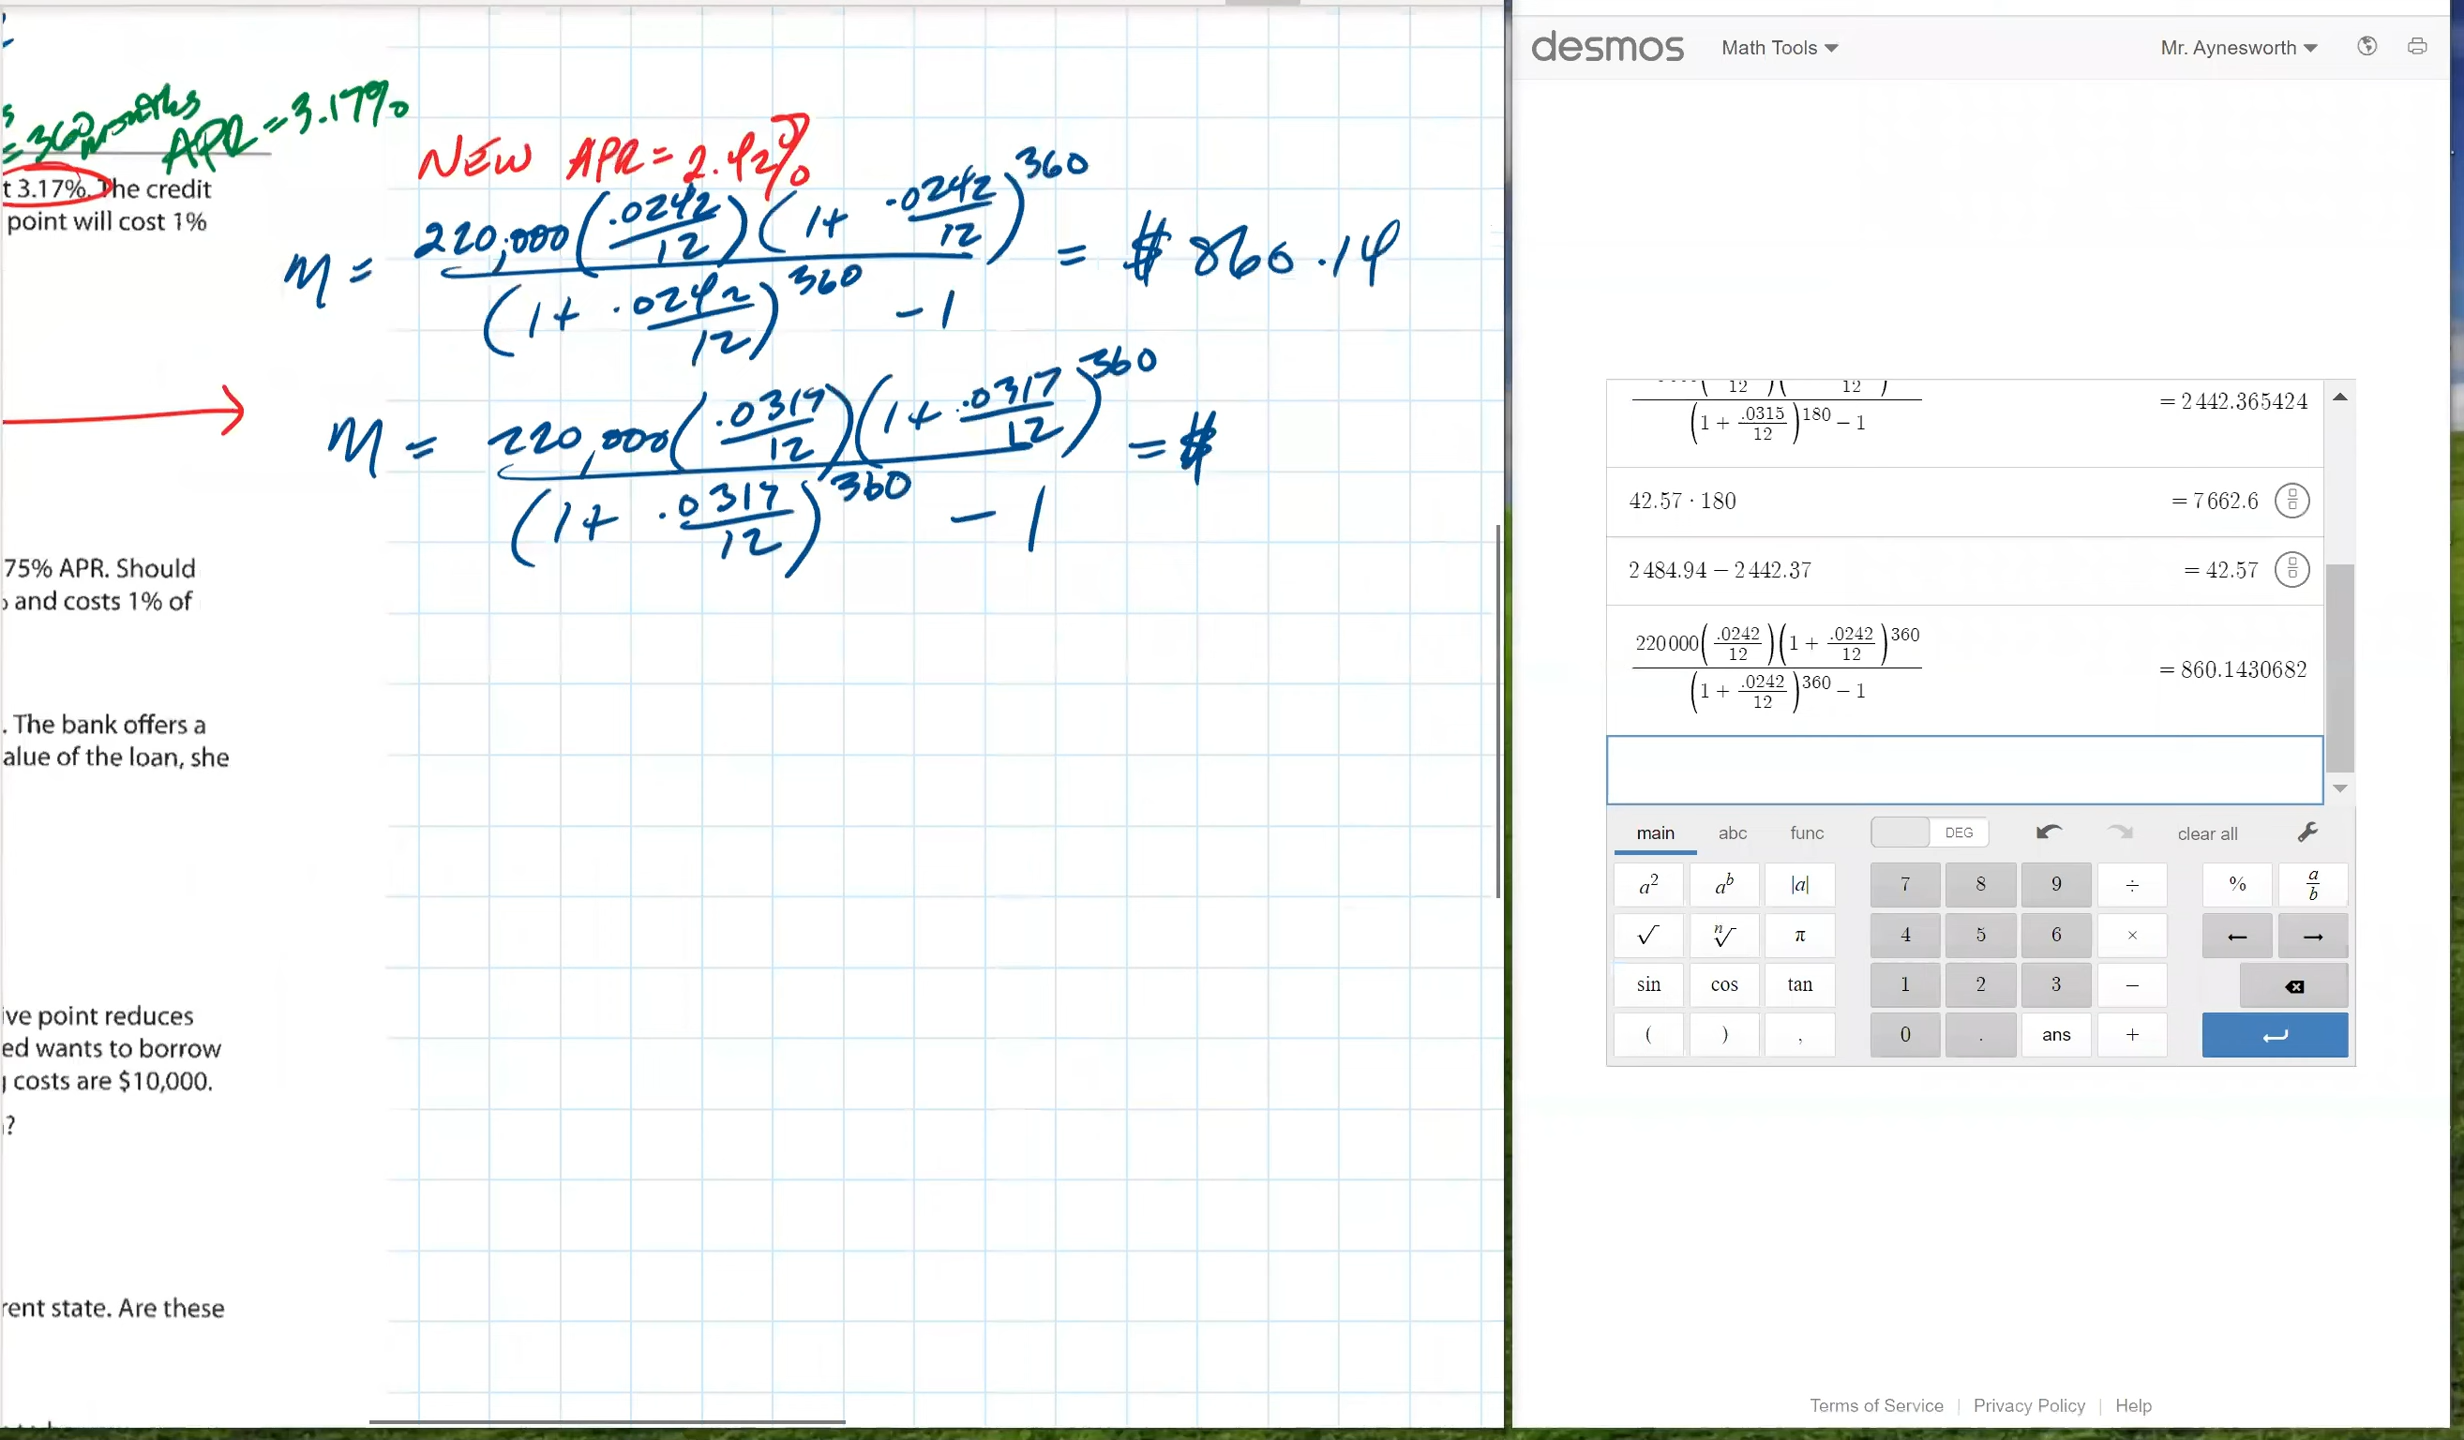 = 360 months APR = 3.17%
t 3.17%. The credit
point will cost 1%
75% APR. Should
and costs 1% of
. The bank offers a
alue of the loan, she
ive point reduces
ed wants to borrow
costs are $10,000.
?
rent state. Are these
NEW APR = 2.42%
M = 220,000(.0242/12)(1+ .0242/12)^360 / (1+ .0242/12)^360 - 1 = $ 860.14
M = 220,000(.0317/12)(1+ .0317/12)^360 / (1+ .0317/12)^360 - 1 = $
desmos Math Tools Mr. Aynesworth
12 12
(1 + .0315/12)^180 − 1 = 2442.365424
42.57 · 180 = 7662.6
2484.94 − 2442.37 = 42.57
220000(.0242/12)(1 + .0242/12)^360 / (1 + .0242/12)^360 − 1 = 860.1430682
main abc func DEG clear all
a² a^b |a| 7 8 9 ÷ % a/b
√ ⁿ√ π 4 5 6 × ← →
sin cos tan 1 2 3 −
( ) , 0 . ans +
Terms of Service | Privacy Policy | Help